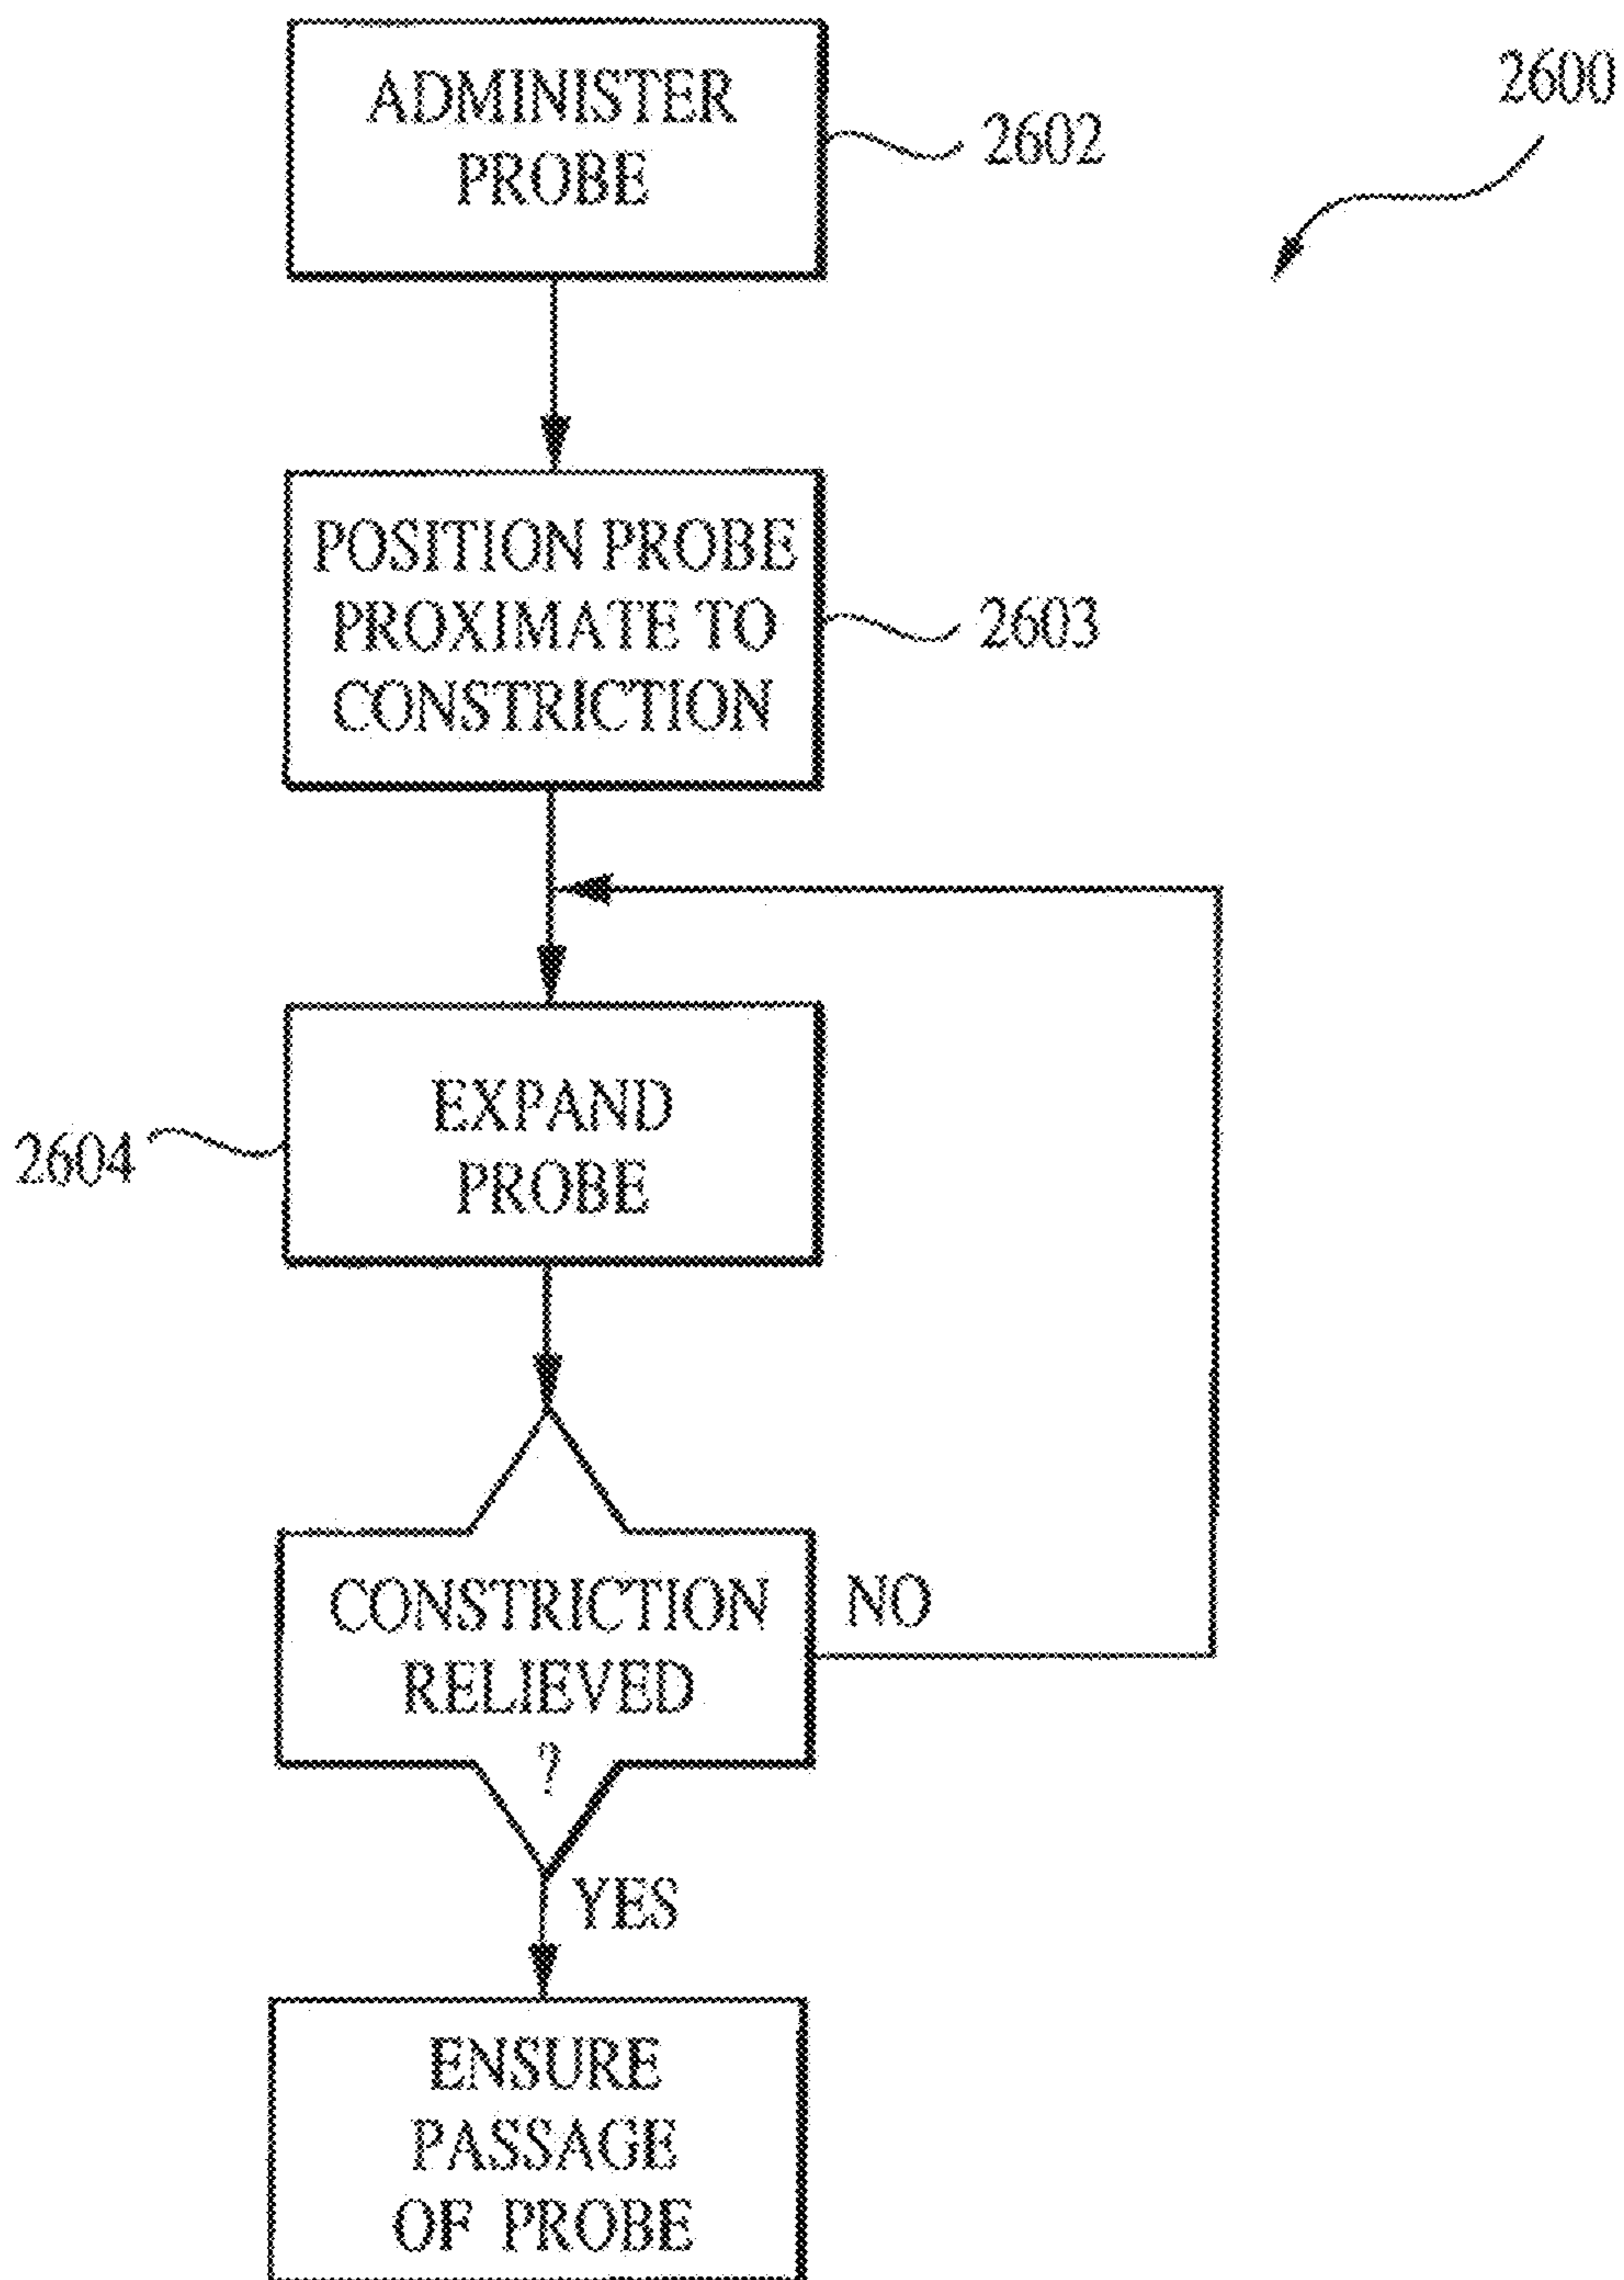 2600
ADMINISTER
PROBE
2602
POSITION PROBE
PROXIMATE TO
CONSTRICTION
2603
EXPAND
PROBE
2604
CONSTRICTION
RELIEVED
?
NO
YES
ENSURE
PASSAGE
OF PROBE